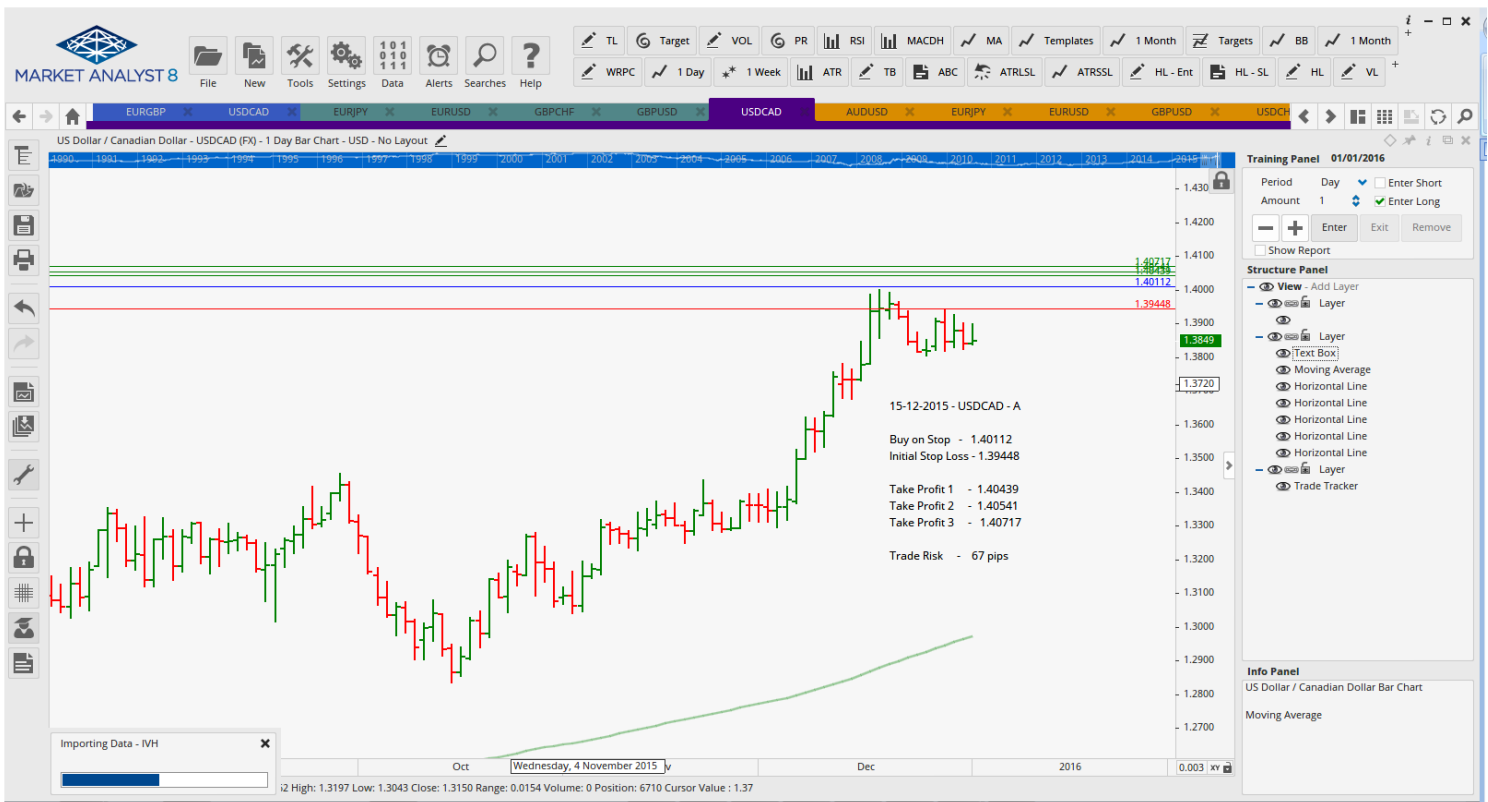 MARKET ANALYST 8
File New Tools Settings Data Alerts Searches Help
TL Target VOL PR RSI MACDH MA Templates 1 Month Targets BB 1 Month
WRPC 1 Day 1 Week ATR TB ABC ATRLSL ATRSSL HL - Ent HL - SL HL VL
EURGBP USDCAD EURJPY EURUSD GBPCHF GBPUSD USDCAD AUDUSD EURJPY EURUSD GBPUSD USDCH
US Dollar / Canadian Dollar - USDCAD (FX) - 1 Day Bar Chart - USD - No Layout
1990 1991 1992 1993 1994 1995 1996 1997 1998 1999 2000 2001 2002 2003 2004 2005 2006 2007 2008 2009 2010 2011 2012 2013 2014 2015
1.430
1.4200
1.4100
1.40717
1.40112
1.4000
1.39448
1.3900
1.3849
1.3800
1.3720
1.3600
1.3500
1.3400
1.3300
1.3200
1.3100
1.3000
1.2900
1.2800
1.2700
15-12-2015 - USDCAD - A
Buy on Stop - 1.40112
Initial Stop Loss - 1.39448
Take Profit 1 - 1.40439
Take Profit 2 - 1.40541
Take Profit 3 - 1.40717
Trade Risk - 67 pips
Importing Data - IVH
Oct Wednesday, 4 November 2015 v Dec 2016 0.003 XY
52 High: 1.3197 Low: 1.3043 Close: 1.3150 Range: 0.0154 Volume: 0 Position: 6710 Cursor Value : 1.37
Training Panel 01/01/2016
Period Day Enter Short
Amount 1 Enter Long
Enter Exit Remove
Show Report
Structure Panel
View - Add Layer
Layer
Layer
Text Box
Moving Average
Horizontal Line
Horizontal Line
Horizontal Line
Horizontal Line
Horizontal Line
Layer
Trade Tracker
Info Panel
US Dollar / Canadian Dollar Bar Chart
Moving Average